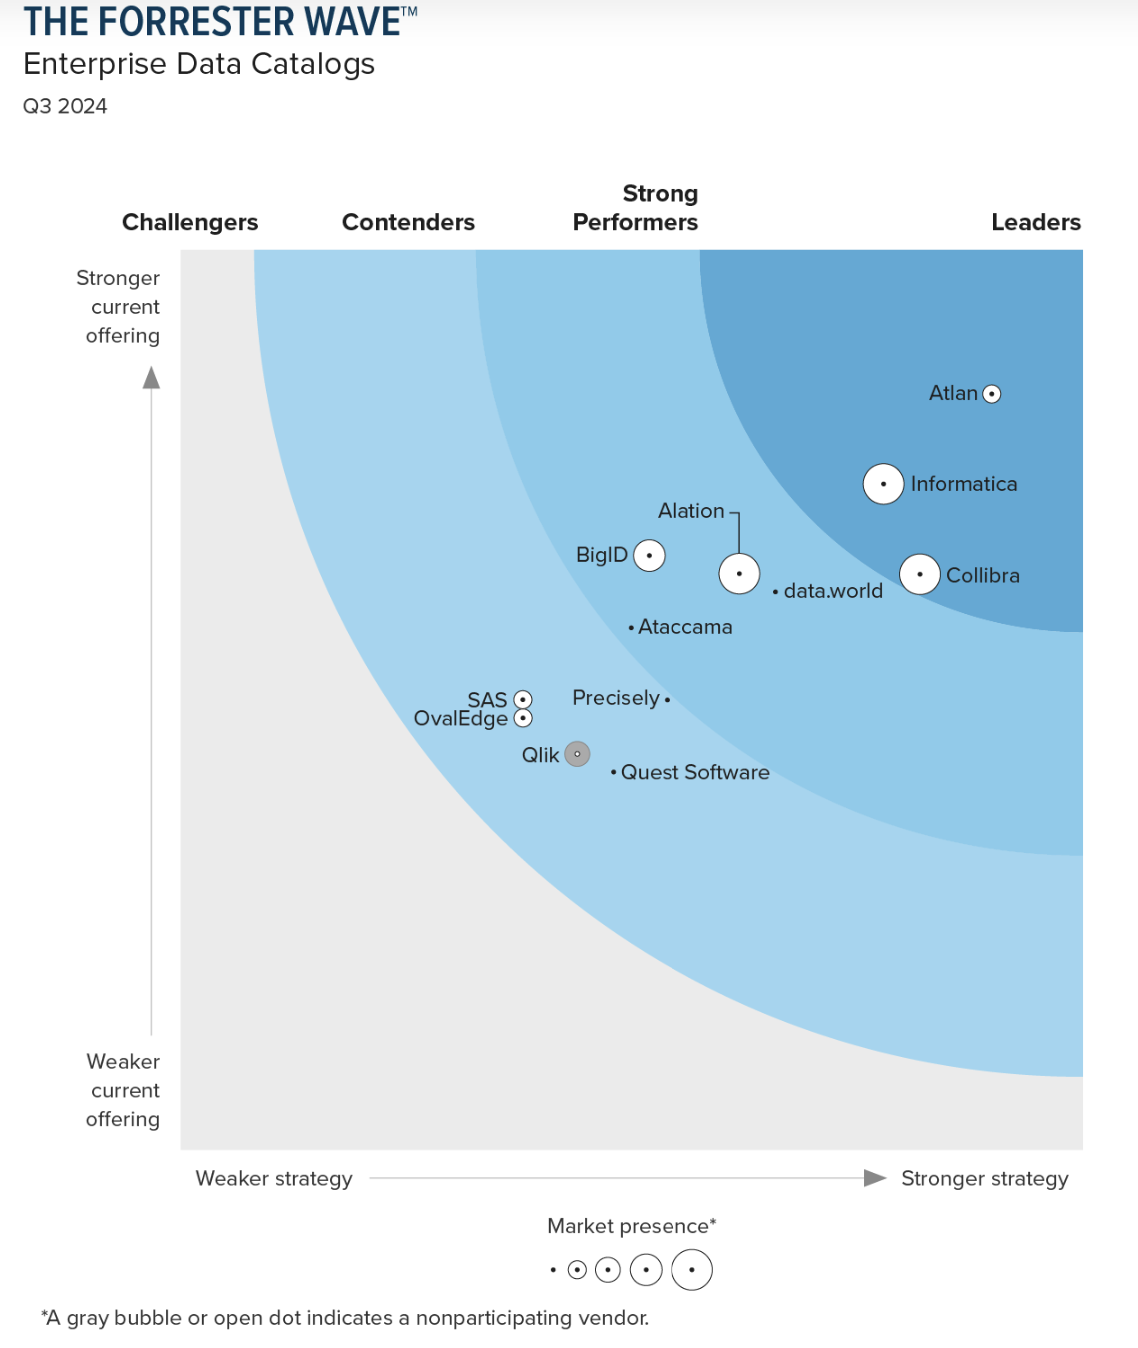 THE FORRESTER WAVE™
Enterprise Data Catalogs
Q3 2024
Strong
Challengers Contenders Performers Leaders
Stronger
current
offering
Atlan
Informatica
Alation
BigID
Collibra
data.world
Ataccama
Precisely
SAS
OvalEdge
Qlik
Quest Software
Weaker
current
offering
Weaker strategy Stronger strategy
Market presence*
*A gray bubble or open dot indicates a nonparticipating vendor.